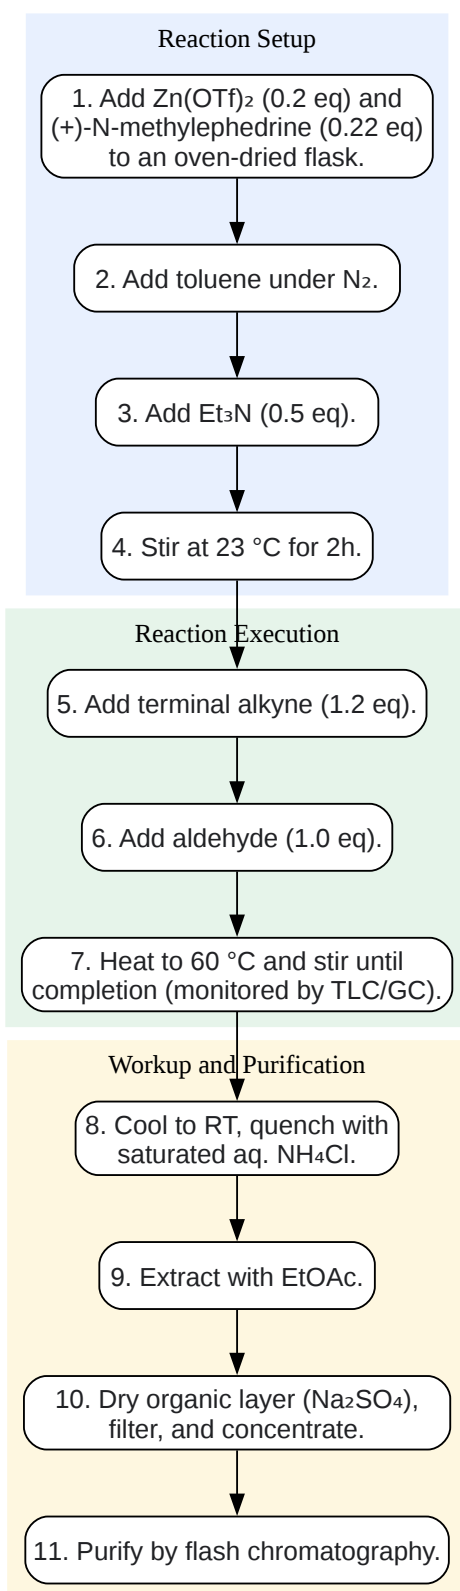 Reaction Setup
1. Add Zn(OTf)₂ (0.2 eq) and
(+)-N-methylephedrine (0.22 eq)
to an oven-dried flask.
2. Add toluene under N₂.
3. Add Et₃N (0.5 eq).
4. Stir at 23 °C for 2h.
Reaction Execution
5. Add terminal alkyne (1.2 eq).
6. Add aldehyde (1.0 eq).
7. Heat to 60 °C and stir until
completion (monitored by TLC/GC).
Workup and Purification
8. Cool to RT, quench with
saturated aq. NH₄Cl.
9. Extract with EtOAc.
10. Dry organic layer (Na₂SO₄),
filter, and concentrate.
11. Purify by flash chromatography.